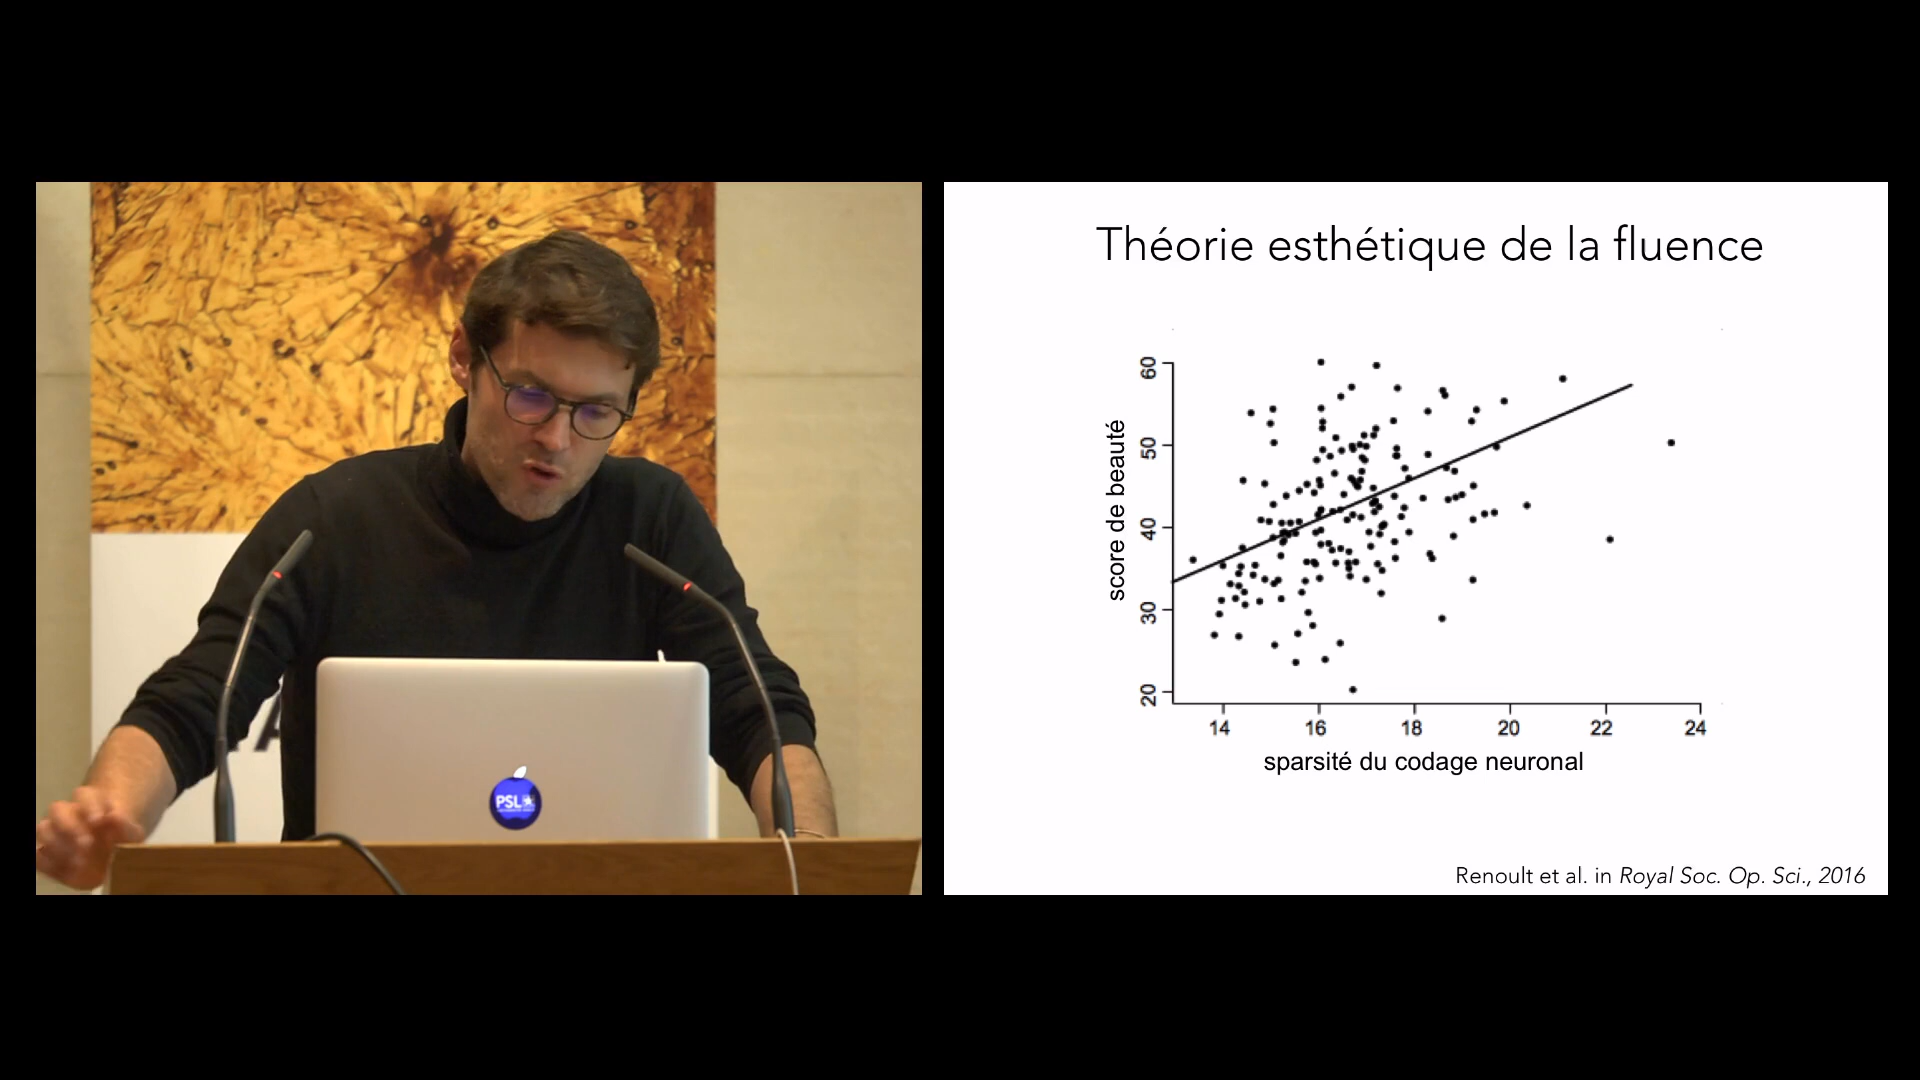 PSL
Théorie esthétique de la fluence
score de beauté
60
50
40
30
20
14 16 18 20 22 24
sparsité du codage neuronal
Renoult et al. in Royal Soc. Op. Sci., 2016